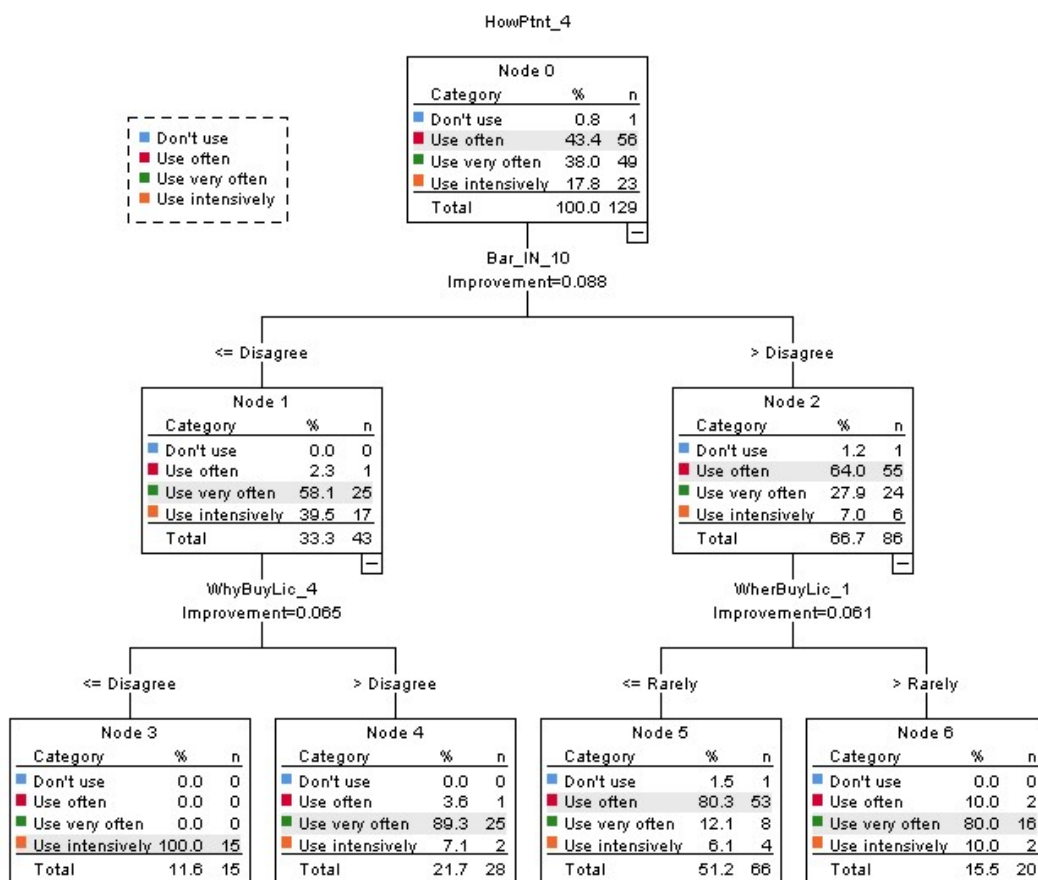 HowPtnt_4
Node 0
Category % n
Don't use 0.8 1
Use often 43.4 56
Use very often 38.0 49
Use intensively 17.8 23
Total 100.0 129
Don't use
Use often
Use very often
Use intensively
Bar_IN_10
Improvement=0.088
<= Disagree
> Disagree
Node 1
Category % n
Don't use 0.0 0
Use often 2.3 1
Use very often 58.1 25
Use intensively 39.5 17
Total 33.3 43
Node 2
Category % n
Don't use 1.2 1
Use often 64.0 55
Use very often 27.9 24
Use intensively 7.0 6
Total 66.7 86
WhyBuyLic_4
Improvement=0.065
WherBuyLic_1
Improvement=0.061
<= Disagree
> Disagree
<= Rarely
> Rarely
Node 3
Category % n
Don't use 0.0 0
Use often 0.0 0
Use very often 0.0 0
Use intensively 100.0 15
Total 11.6 15
Node 4
Category % n
Don't use 0.0 0
Use often 3.6 1
Use very often 89.3 25
Use intensively 7.1 2
Total 21.7 28
Node 5
Category % n
Don't use 1.5 1
Use often 80.3 53
Use very often 12.1 8
Use intensively 6.1 4
Total 51.2 66
Node 6
Category % n
Don't use 0.0 0
Use often 10.0 2
Use very often 80.0 16
Use intensively 10.0 2
Total 15.5 20